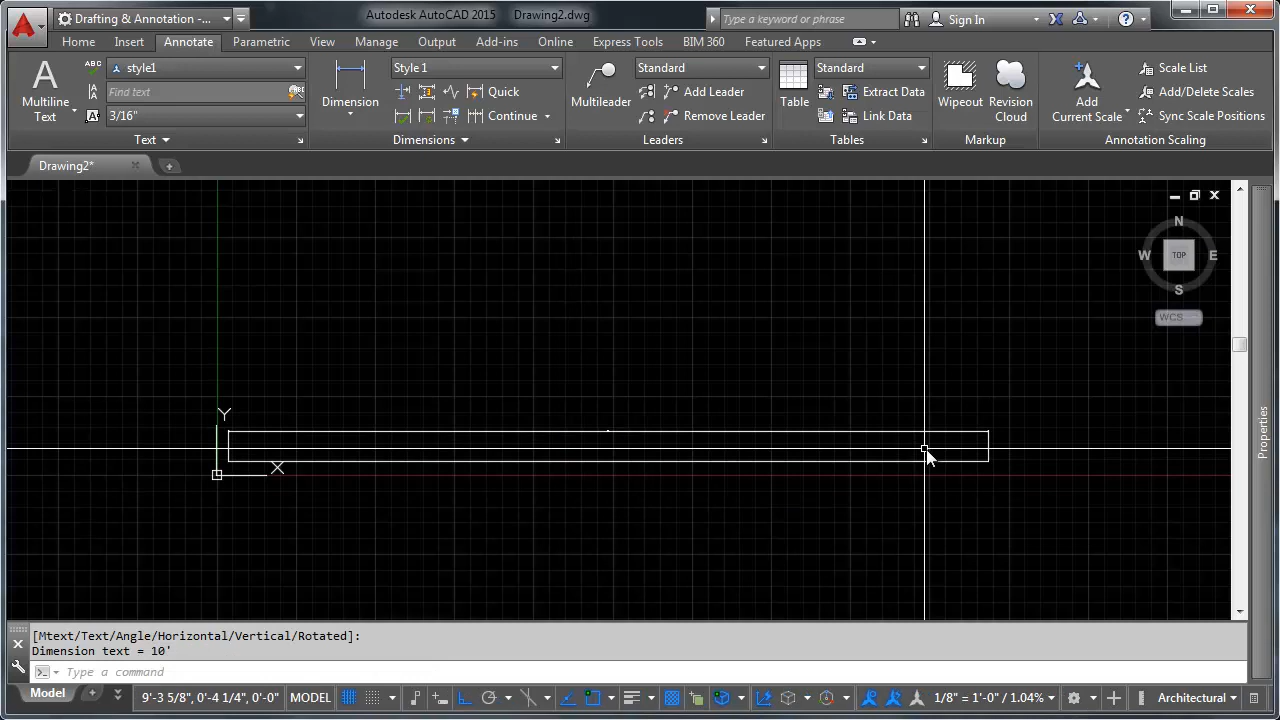 Drafting & Annotation -...
Autodesk AutoCAD 2015 Drawing2.dwg
Type a keyword or phrase
Sign In
Home Insert Annotate Parametric View Manage Output Add-ins Online Express Tools BIM 360 Featured Apps
Multiline
Text
style1
Find text
3/16"
Text
Dimension
Style 1
Quick
Continue
Dimensions
Multileader
Standard
Add Leader
Remove Leader
Leaders
Table
Standard
Extract Data
Link Data
Tables
Wipeout
Revision
Cloud
Markup
Add
Current Scale
Scale List
Add/Delete Scales
Sync Scale Positions
Annotation Scaling
Drawing2*
N
W TOP E
S
WCS
Y
X
Properties
[Mtext/Text/Angle/Horizontal/Vertical/Rotated]:
Dimension text = 10'
Type a command
Model
9'-3 5/8", 0'-4 1/4", 0'-0" MODEL
1/8" = 1'-0" / 1.04%
Architectural